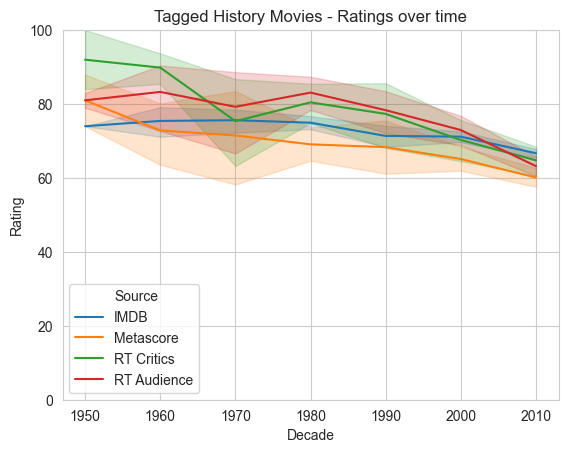 Tagged History Movies - Ratings over time
100
80
60
40
20
0
Rating
Source
IMDB
Metascore
RT Critics
RT Audience
1950 1960 1970 1980 1990 2000 2010
Decade